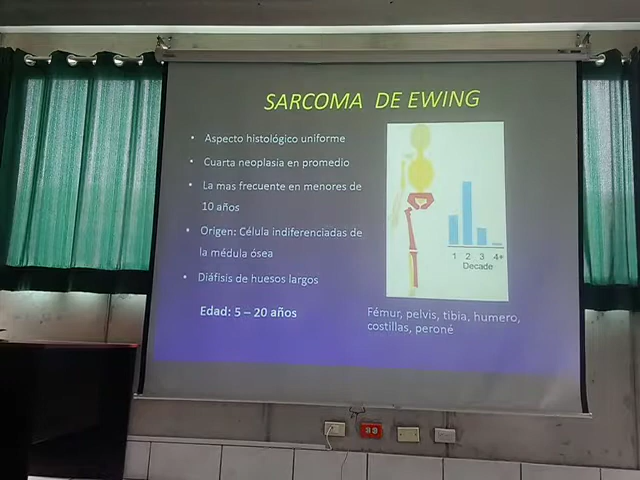 SARCOMA DE EWING
• Aspecto histológico uniforme
• Cuarta neoplasia en promedio
• La mas frecuente en menores de
10 años
• Origen: Célula indiferenciadas de
la médula ósea
• Diáfisis de huesos largos
Edad: 5 – 20 años
1 2 3 4+
Decade
Fémur, pelvis, tibia, humero,
costillas, peroné